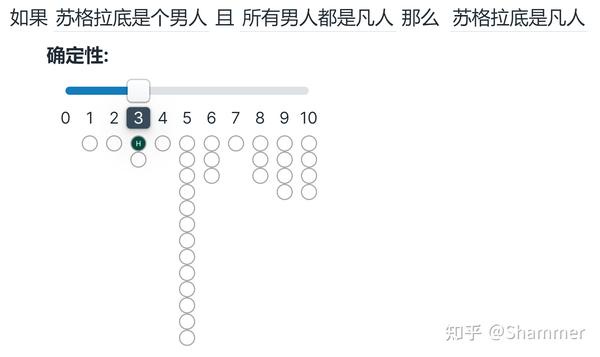 如果 苏格拉底是个男人 且 所有男人都是凡人 那么 苏格拉底是凡人
确定性:
0 1 2 3 4 5 6 7 8 9 10
H
知乎 @Shammer